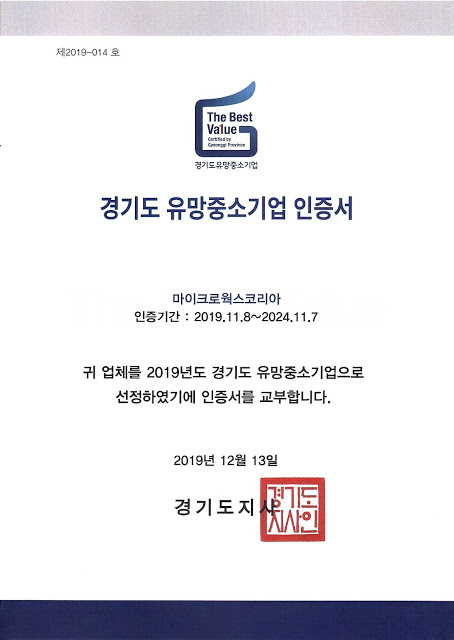 제2019-014 호
The Best
Va1ue
Certified by
Gyeonggi Province
경기도유망중소기업
경기도 유망중소기업 인증서
마이크로웍스코리아
인증기간 : 2019.11.8~2024.11.7
귀 업체를 2019년도 경기도 유망중소기업으로
선정하였기에 인증서를 교부합니다.
2019년 12월 13일
경기도지사
경기도
지사인